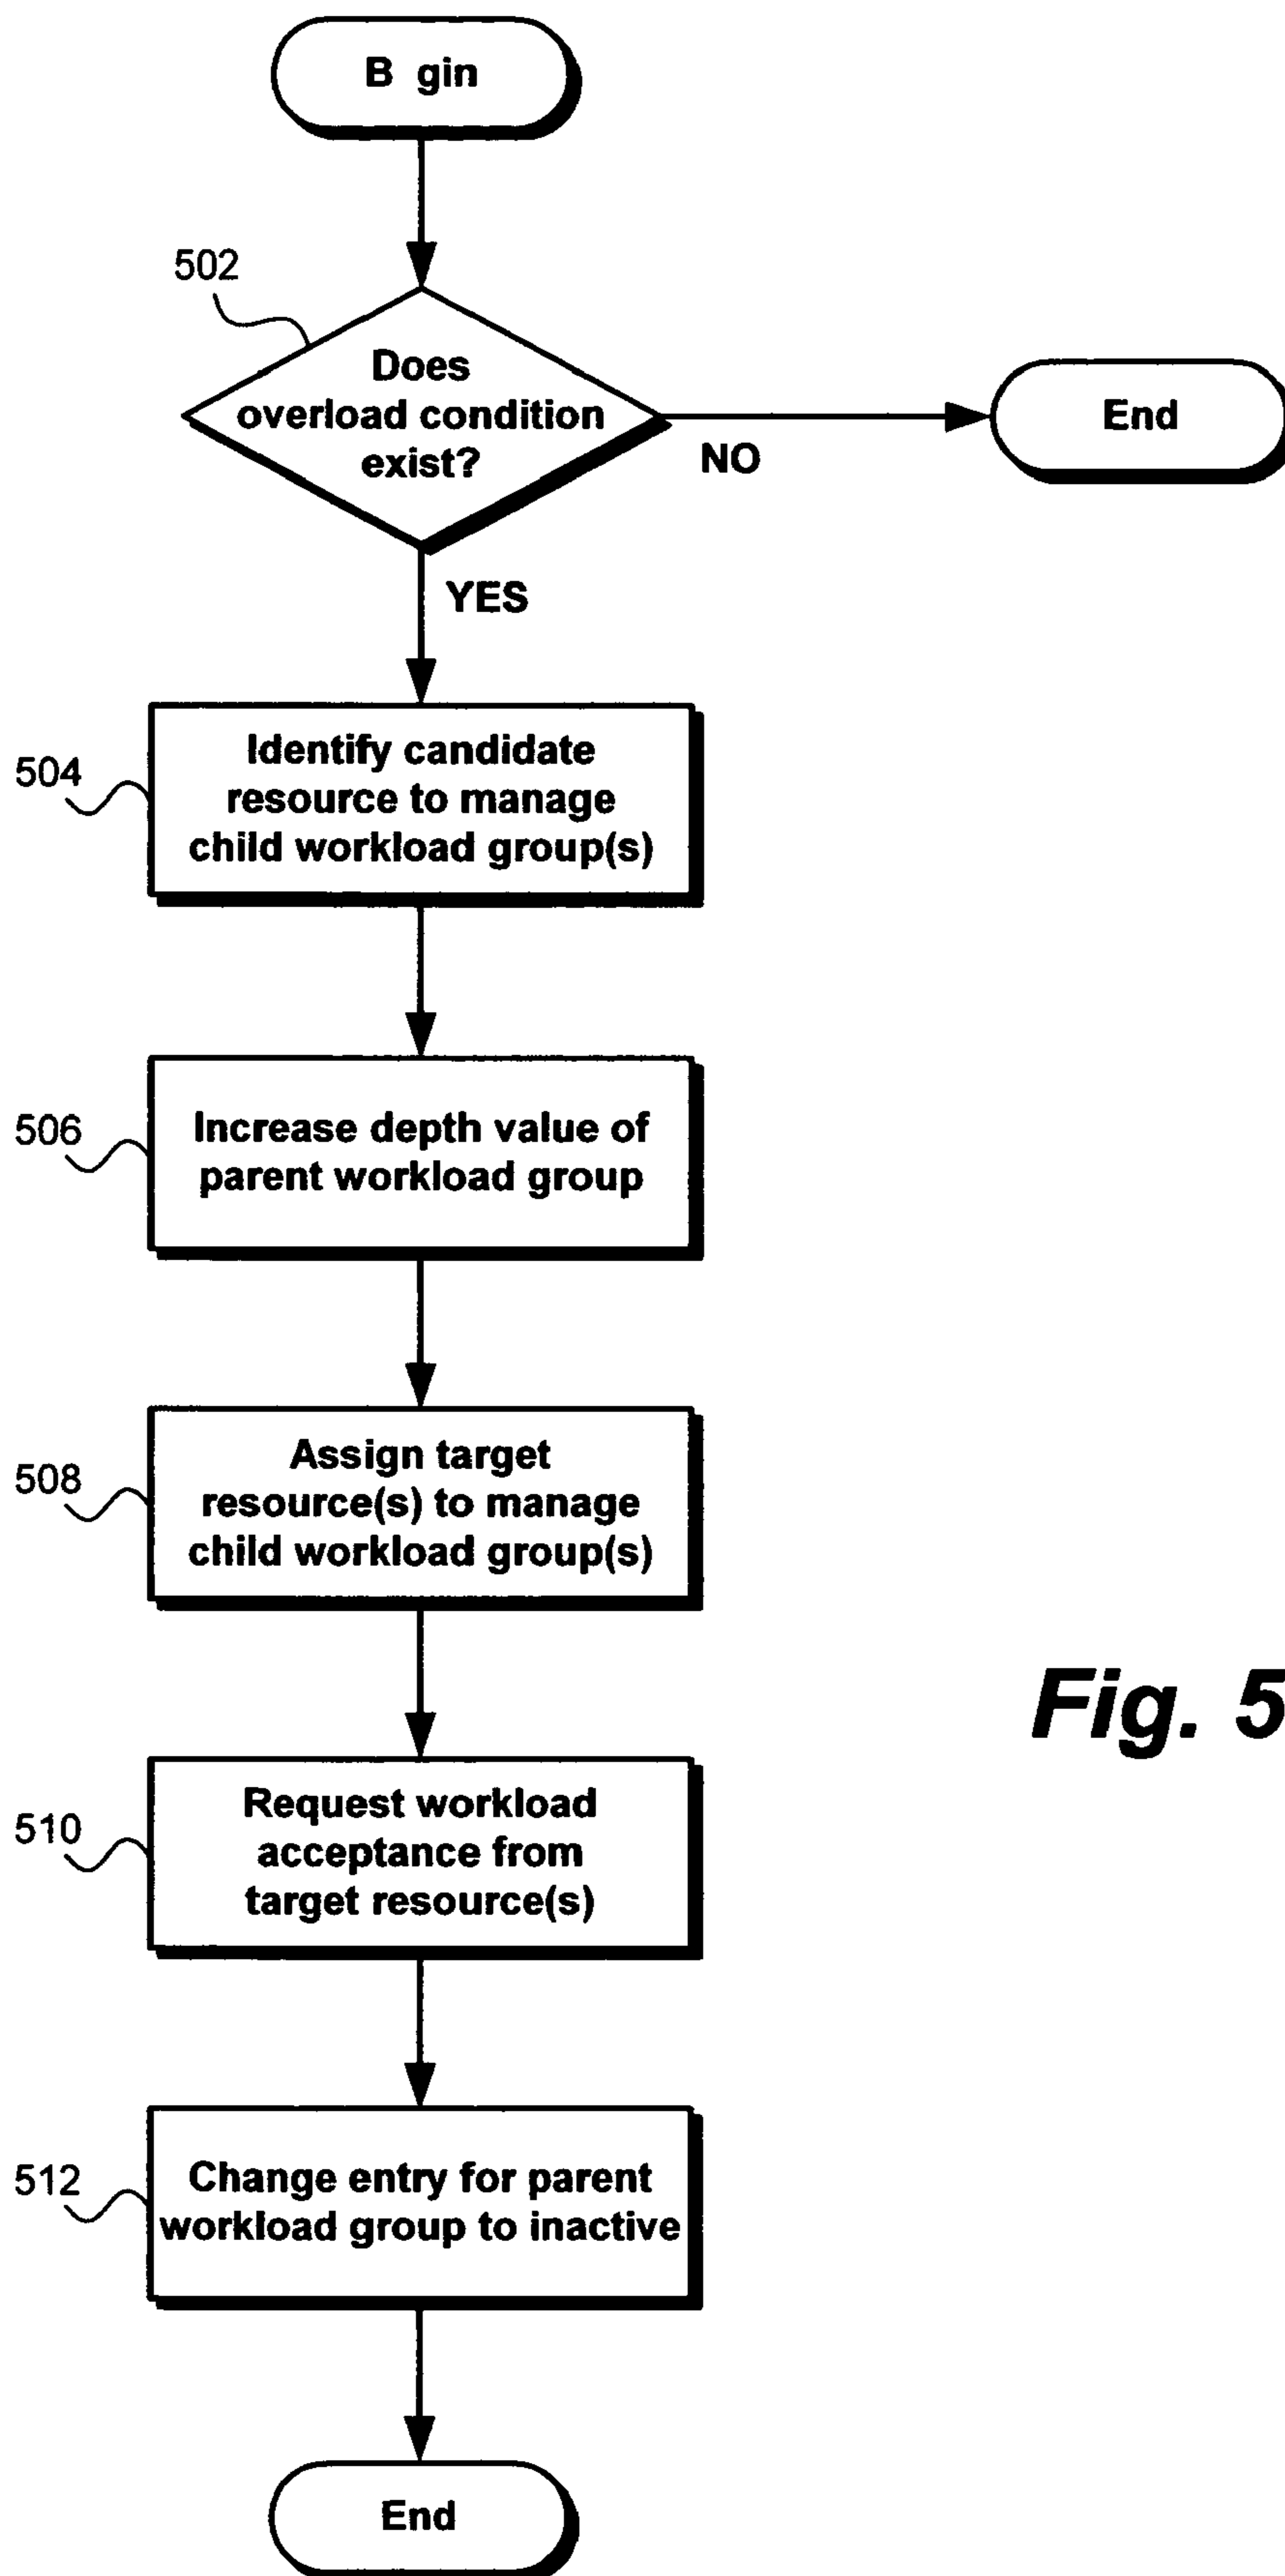 B gin
502
Does
overload condition
exist?
End
NO
YES
504
Identify candidate
resource to manage
child workload group(s)
506
Increase depth value of
parent workload group
508
Assign target
resource(s) to manage
child workload group(s)
Fig. 5
510
Request workload
acceptance from
target resource(s)
512
Change entry for parent
workload group to inactive
End